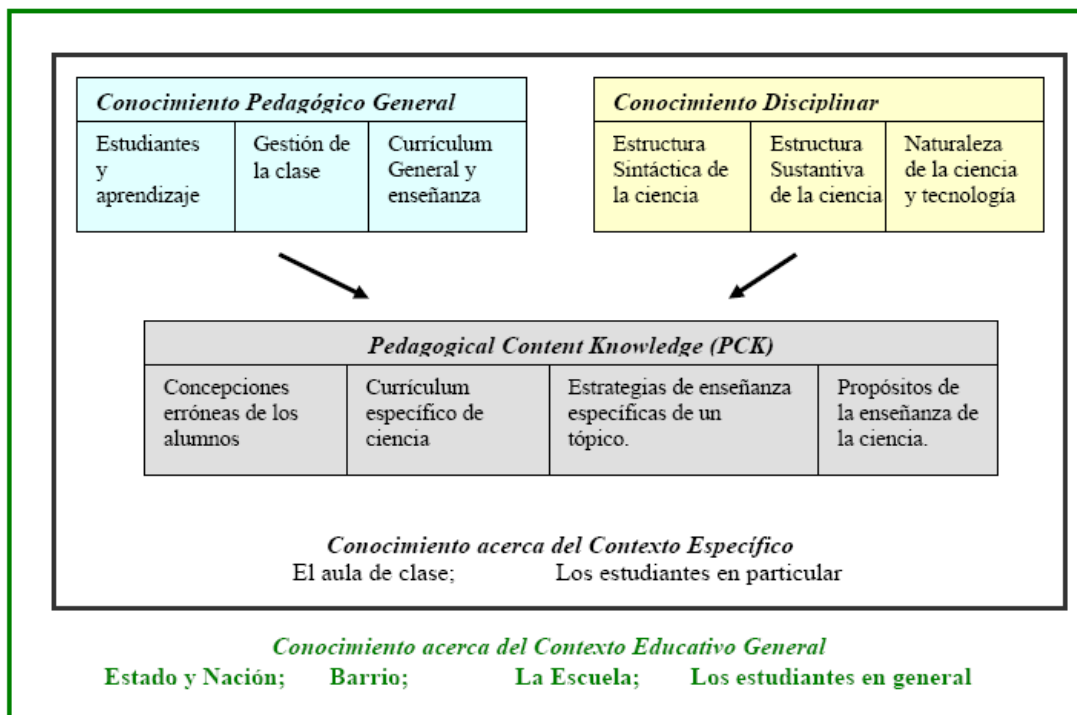 Conocimiento Pedagógico General
Estudiantes
y
aprendizaje
Gestión de
la clase
Currículum
General y
enseñanza
Conocimiento Disciplinar
Estructura
Sintáctica de
la ciencia
Estructura
Sustantiva
de la ciencia
Naturaleza
de la ciencia
y tecnología
Pedagogical Content Knowledge (PCK)
Concepciones
erróneas de los
alumnos
Currículum
específico de
ciencia
Estrategias de enseñanza
específicas de un
tópico.
Propósitos de
la enseñanza de
la ciencia.
Conocimiento acerca del Contexto Específico
El aula de clase; Los estudiantes en particular
Conocimiento acerca del Contexto Educativo General
Estado y Nación; Barrio; La Escuela; Los estudiantes en general